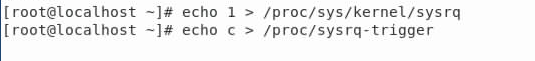 [root@localhost ~]# echo 1 > /proc/sys/kernel/sysrq
[root@localhost ~]# echo c > /proc/sysrq-trigger